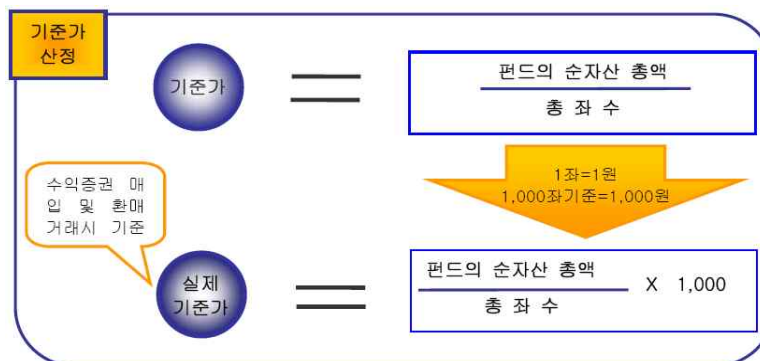 기준가
산정
기준가
펀드의 순자산 총액
총 좌 수
1좌=1원
1,000좌기준=1,000원
수익증권 매
입 및 환매
거래시 기준
실제
기준가
펀드의 순자산 총액
총 좌 수
X 1,000